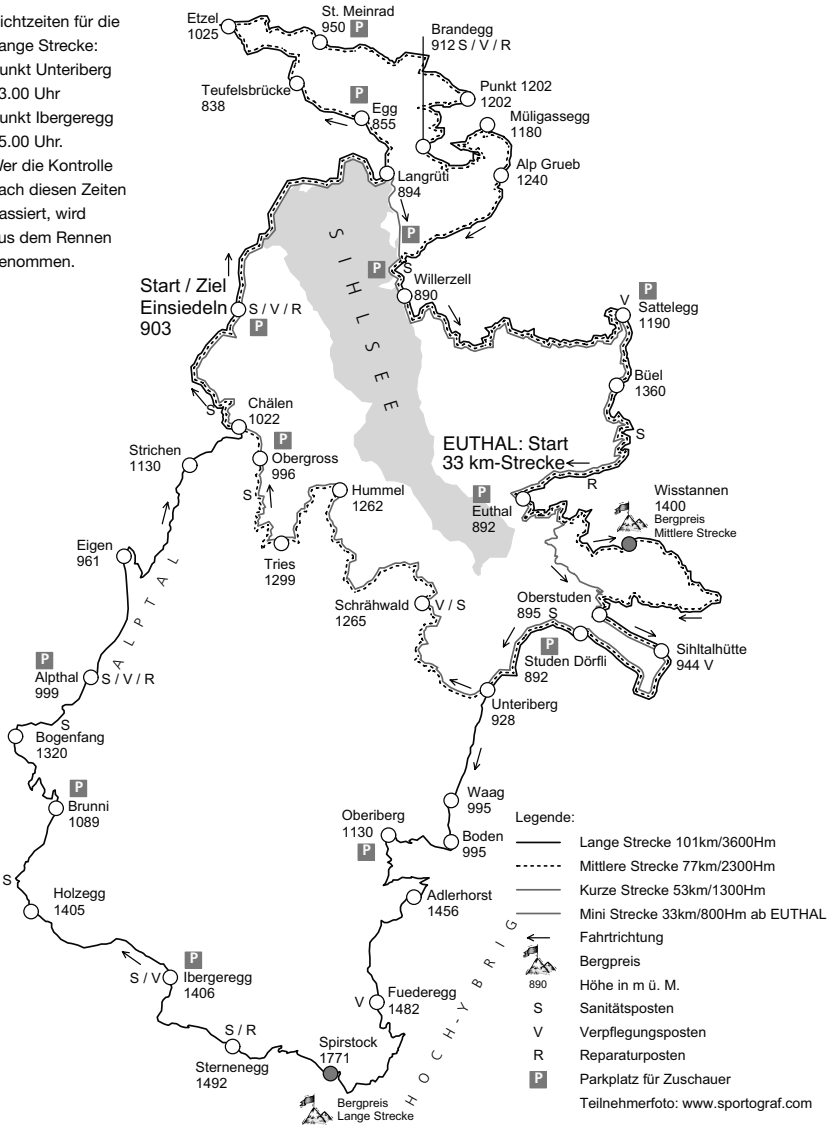 ichtzeiten für die
ange Strecke:
unkt Unteriberg
3.00 Uhr
unkt Ibergeregg
5.00 Uhr.
Wer die Kontrolle
ach diesen Zeiten
assiert, wird
us dem Rennen
enommen.
Etzel
1025
St. Meinrad
950 P
Brandegg
912 S / V / R
Teufelsbrücke
838
P
Egg
855
Punkt 1202
1202
Müligassegg
1180
Alp Grueb
1240
Langrüti
894
P
P
S
Willerzell
890
SIHLSEE
Start / Ziel
Einsiedeln
903
S / V / R
P
P
V
Sattelegg
1190
Büel
1360
S
R
S
Chälen
1022
Strichen
1130
P
Obergross
996
S
Hummel
1262
Tries
1299
EUTHAL: Start
33 km-Strecke
P
Euthal
892
Wisstannen
1400
Bergpreis
Mittlere Strecke
Eigen
961
ALPTAL
Schrähwald
1265
V / S
Oberstuden
895 S
P
Studen Dörfli
892
Sihltalhütte
944 V
P
Alpthal
999
S / V / R
S
Bogenfang
1320
Unteriberg
928
P
Brunni
1089
Waag
995
Oberiberg
1130
P
Boden
995
S
Holzegg
1405
Adlerhorst
1456
P
Ibergeregg
1406
S / V
V
Fuederegg
1482
HOCH-YBRIG
S / R
Sternenegg
1492
Spirstock
1771
Bergpreis
Lange Strecke
Legende:
Lange Strecke 101km/3600Hm
Mittlere Strecke 77km/2300Hm
Kurze Strecke 53km/1300Hm
Mini Strecke 33km/800Hm ab EUTHAL
Fahrtrichtung
Bergpreis
890 Höhe in m ü. M.
S Sanitätsposten
V Verpflegungsposten
R Reparaturposten
P Parkplatz für Zuschauer
Teilnehmerfoto: www.sportograf.com